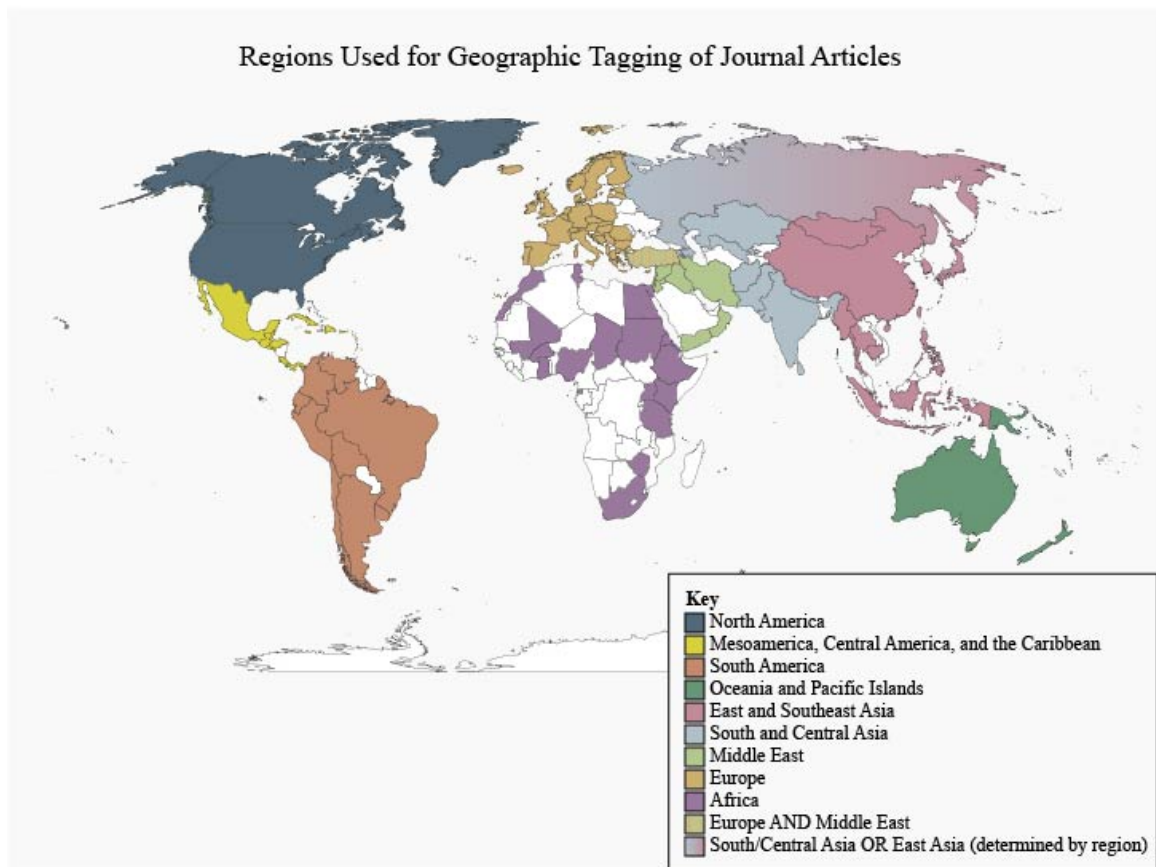 Regions Used for Geographic Tagging of Journal Articles
Key
North America
Mesoamerica, Central America, and the Caribbean
South America
Oceania and Pacific Islands
East and Southeast Asia
South and Central Asia
Middle East
Europe
Africa
Europe AND Middle East
South/Central Asia OR East Asia (determined by region)